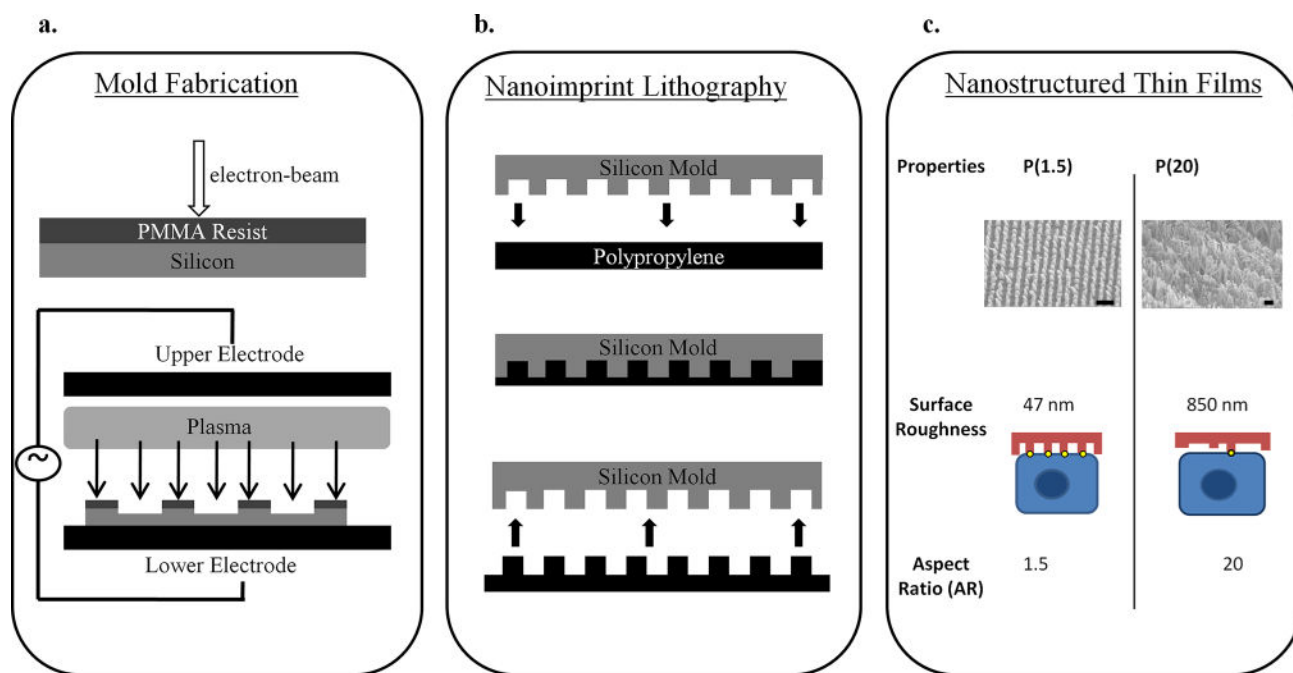 a.
Mold Fabrication
electron-beam
PMMA Resist
Silicon
Upper Electrode
Plasma
~
Lower Electrode
b.
Nanoimprint Lithography
Silicon Mold
Polypropylene
Silicon Mold
Silicon Mold
c.
Nanostructured Thin Films
Properties P(1.5) P(20)
Surface Roughness 47 nm 850 nm
Aspect Ratio (AR) 1.5 20